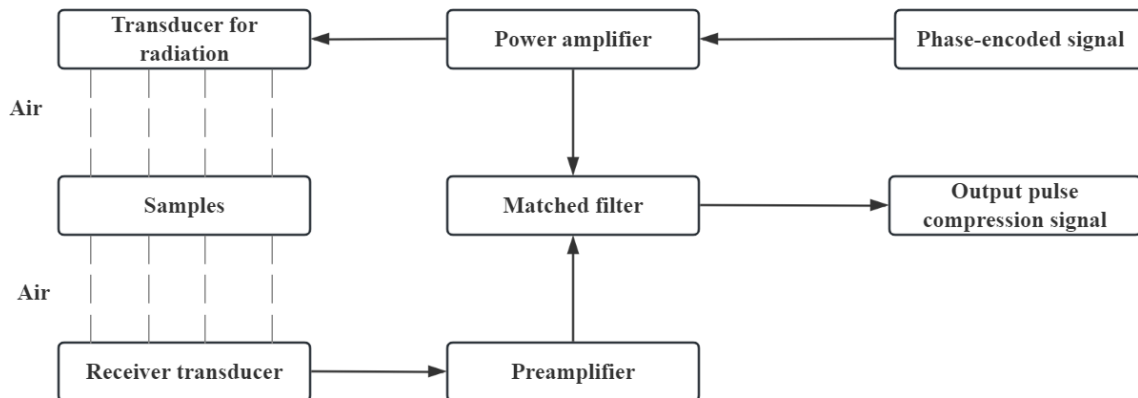 Transducer for
radiation
Power amplifier
Phase-encoded signal
Air
Samples
Matched filter
Output pulse
compression signal
Air
Receiver transducer
Preamplifier